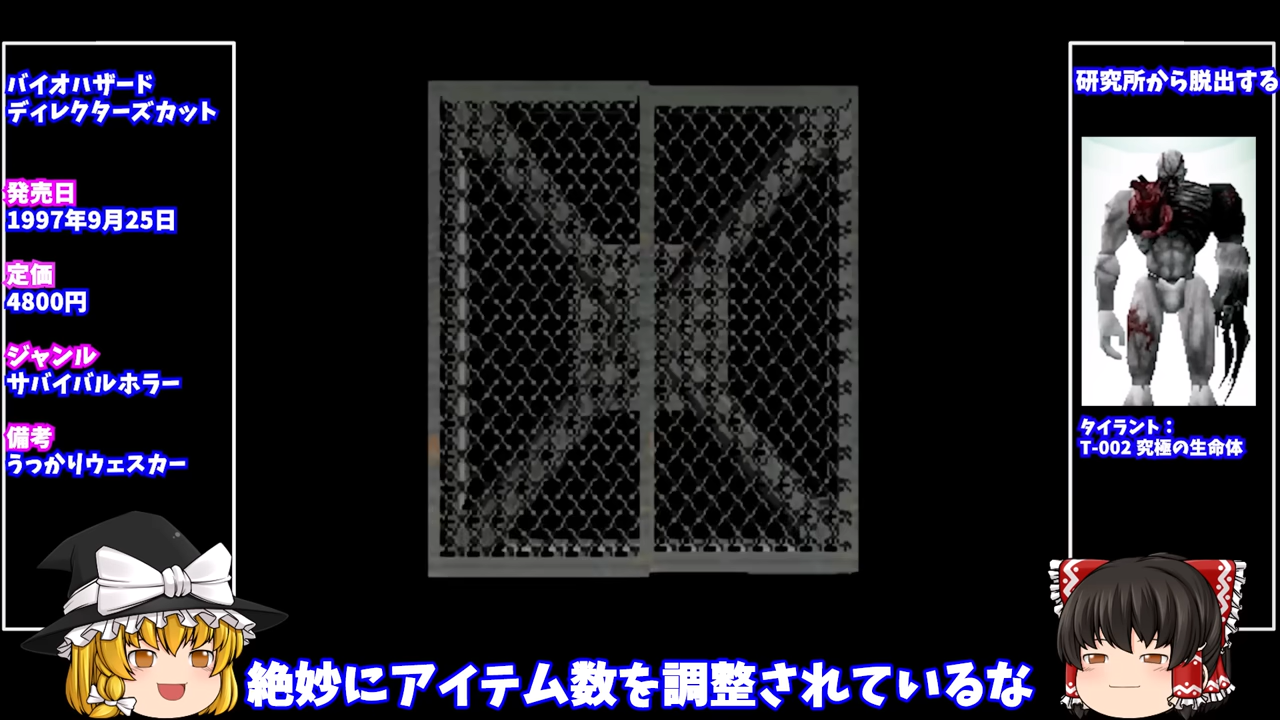 バイオハザード
ディレクターズカット
発売日
1997年9月25日
定価
4800円
ジャンル
サバイバルホラー
備考
うっかりウェスカー
研究所から脱出する
タイラント：
T-002 究極の生命体
絶妙にアイテム数を調整されているな